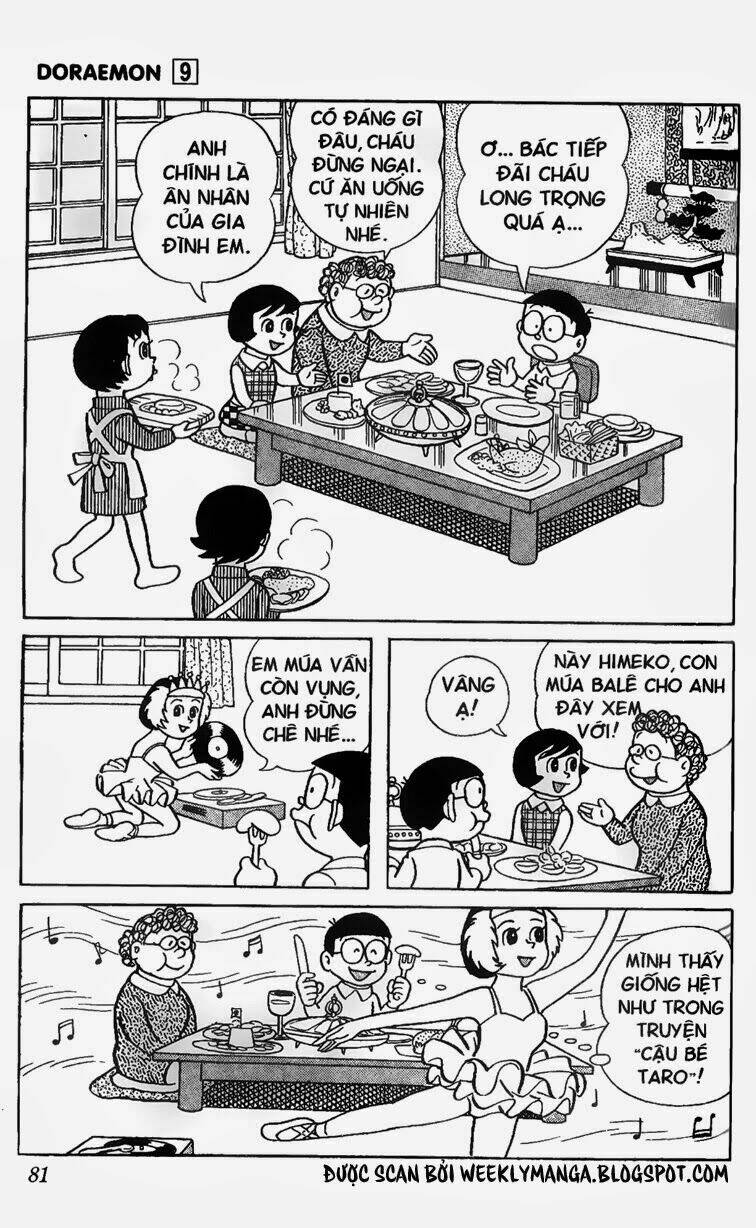 DORAEMON 9
Ơ... BÁC TIẾP
ĐÃI CHÁU
LONG TRỌNG
QUÁ Ạ...
CÓ ĐÁNG GÌ
ĐÂU, CHÁU
ĐỪNG NGẠI.
CỨ ĂN UỐNG
TỰ NHIÊN
NHÉ.
ANH
CHÍNH LÀ
ÂN NHÂN
CỦA GIA
ĐÌNH EM.
NÀY HIMEKO, CON
MÚA BALÊ CHO ANH
ĐÂY XEM
VỚI!
VÂNG
Ạ!
EM MÚA VẪN
CÒN VỤNG,
ANH ĐỪNG
CHÊ NHÉ...
MÌNH THẤY
GIỐNG HỆT
NHƯ TRONG
TRUYỆN
"CẬU BÉ
TARO"!
81
ĐƯỢC SCAN BỞI WEEKLYMANGA.BLOGSPOT.COM